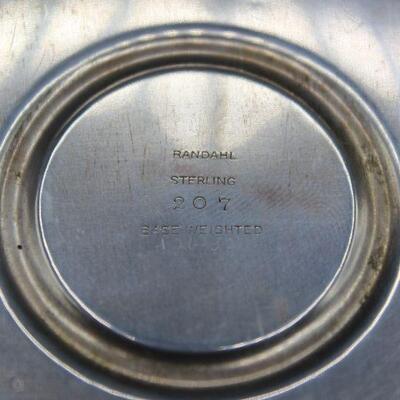 RANDAHL
STERLING
207
BASE WEIGHTED